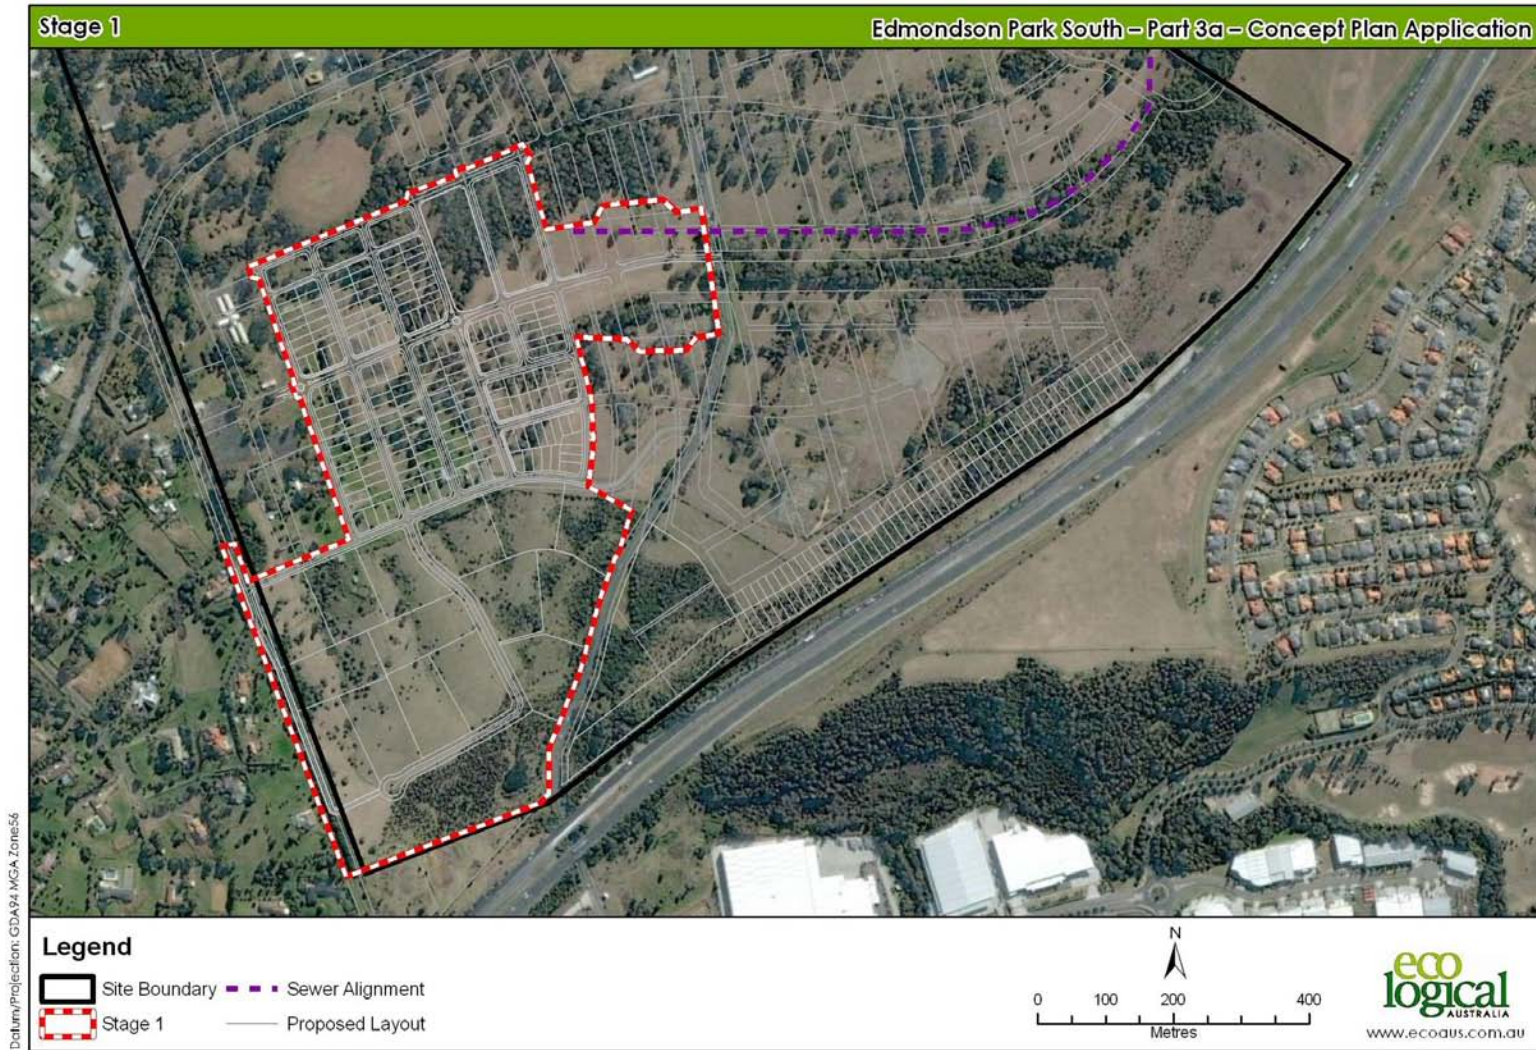 Stage 1
Edmondson Park South – Part 3a – Concept Plan Application
Datum/Projection: GDA94 MGA Zone56
Legend
Site Boundary
Sewer Alignment
Stage 1
Proposed Layout
N
0 100 200 400
Metres
eco
logical
AUSTRALIA
www.ecoaus.com.au